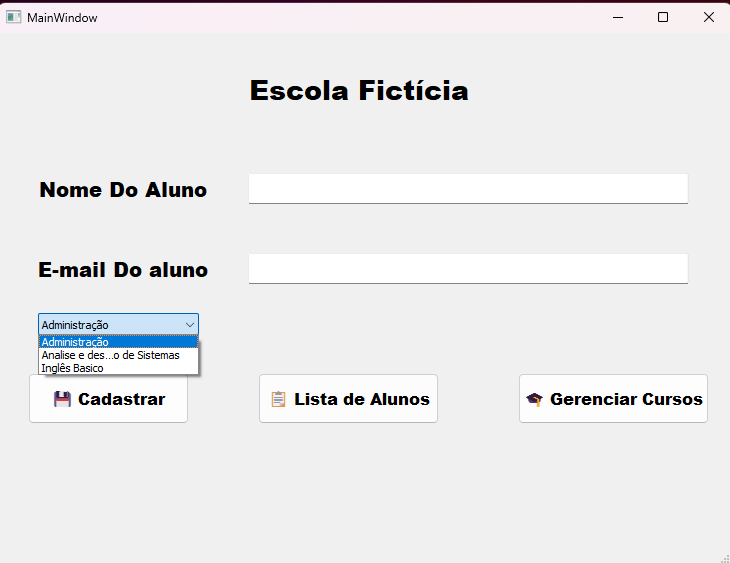 MainWindow
Escola Fictícia
Nome Do Aluno
E-mail Do aluno
Administração
Administração
Analise e des...o de Sistemas
Inglês Basico
Cadastrar
Lista de Alunos
Gerenciar Cursos